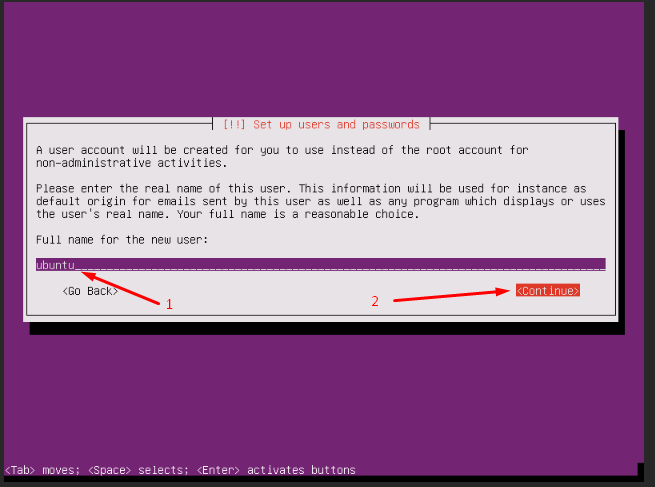 [!!] Set up users and passwords
A user account will be created for you to use instead of the root account for
non-administrative activities.
Please enter the real name of this user. This information will be used for instance as
default origin for emails sent by this user as well as any program which displays or uses
the user's real name. Your full name is a reasonable choice.
Full name for the new user:
ubuntu
<Go Back> <Continue>
1 2
<Tab> moves; <Space> selects; <Enter> activates buttons